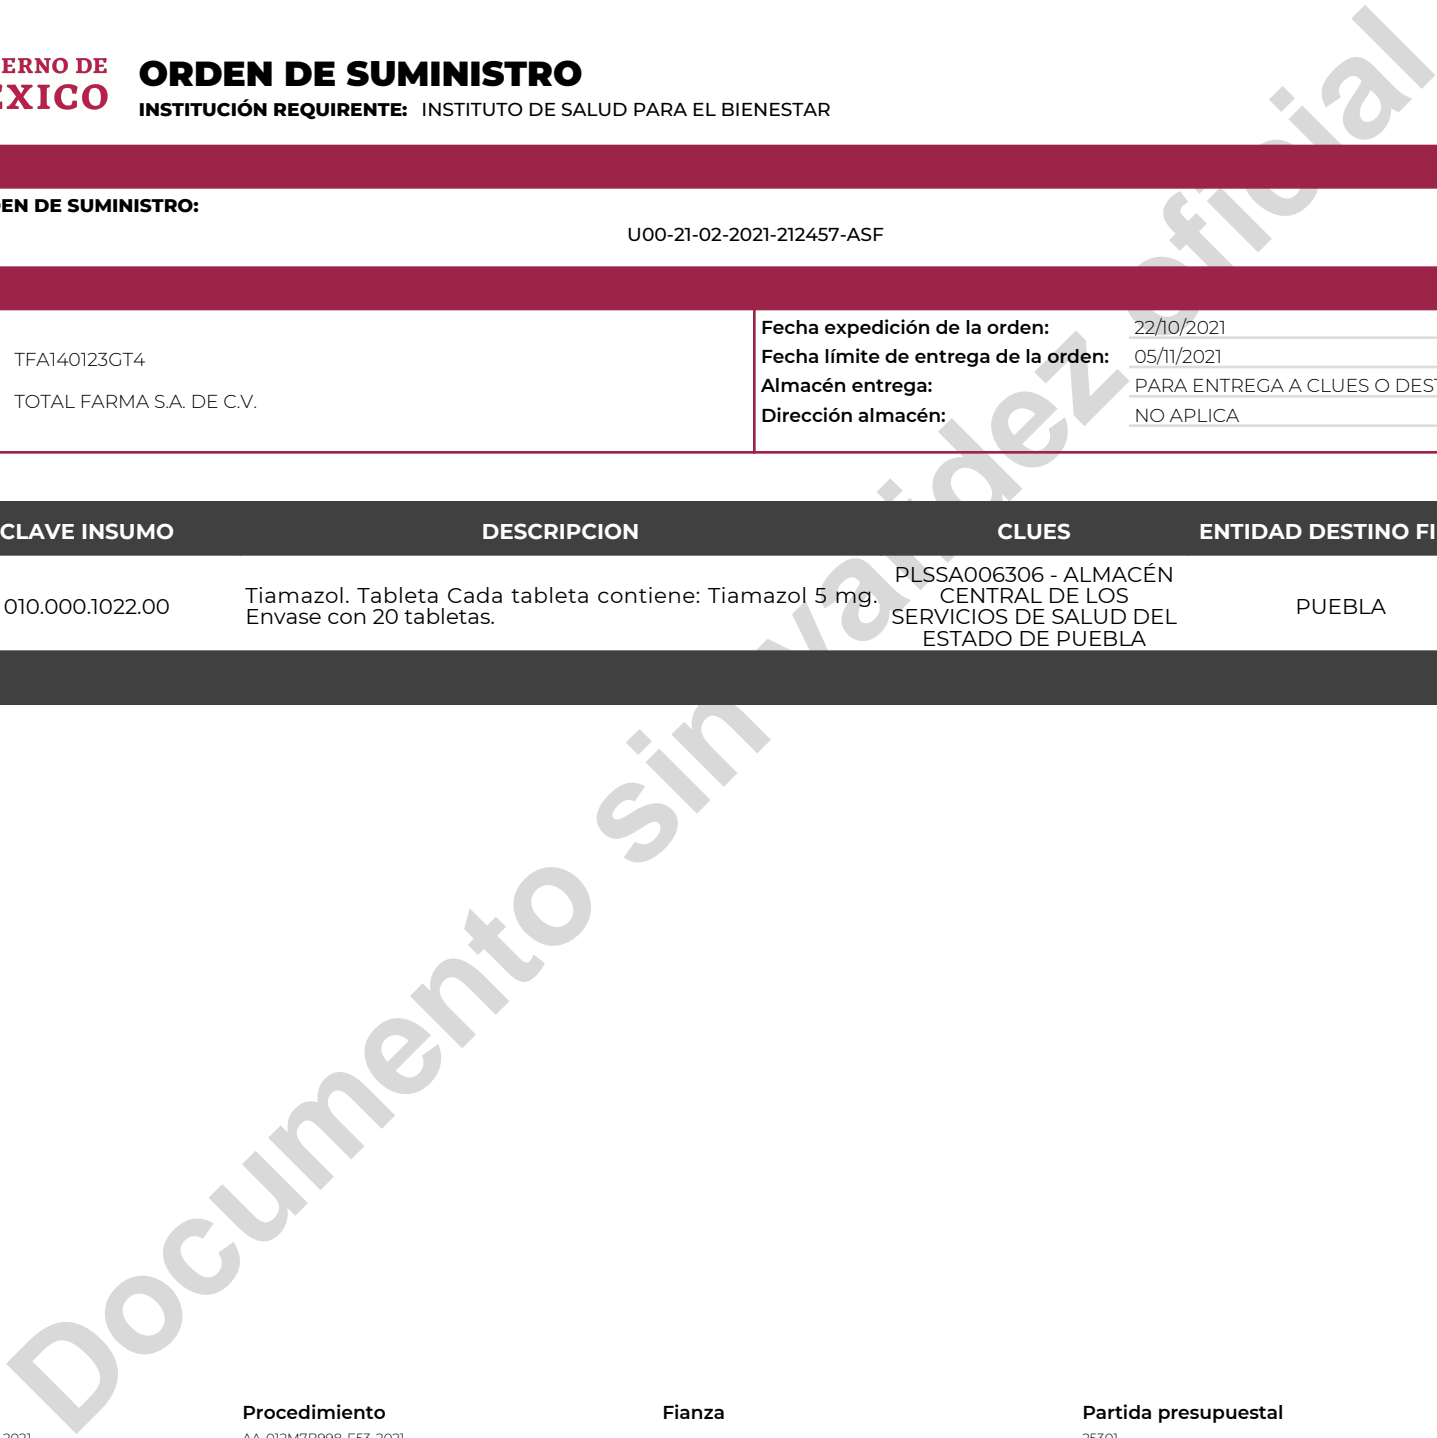 ERNO DE
EXICO
ORDEN DE SUMINISTRO
INSTITUCIÓN REQUIRENTE: INSTITUTO DE SALUD PARA EL BIENESTAR
EN DE SUMINISTRO:
U00-21-02-2021-212457-ASF
TFA140123GT4
TOTAL FARMA S.A. DE C.V.
Fecha expedición de la orden: 22/10/2021
Fecha límite de entrega de la orden: 05/11/2021
Almacén entrega: PARA ENTREGA A CLUES O DEST
Dirección almacén: NO APLICA
CLAVE INSUMO DESCRIPCION CLUES ENTIDAD DESTINO FI
010.000.1022.00
Tiamazol. Tableta Cada tableta contiene: Tiamazol 5 mg.
Envase con 20 tabletas.
PLSSA006306 - ALMACÉN
CENTRAL DE LOS
SERVICIOS DE SALUD DEL
ESTADO DE PUEBLA
PUEBLA
Documento sin validez oficial
Procedimiento Fianza Partida presupuestal